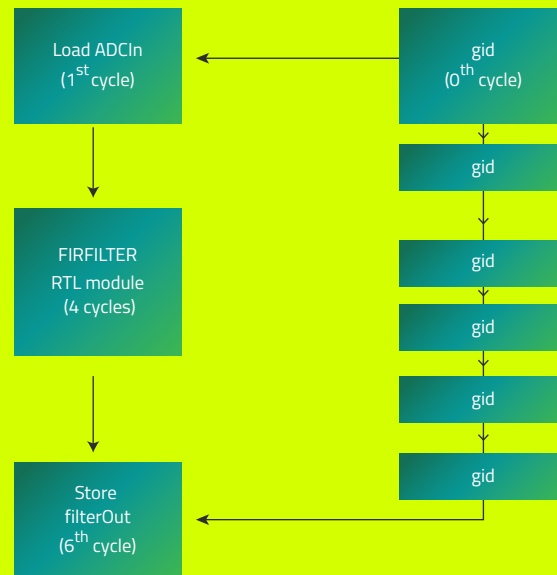 Load ADCIn
(1st cycle)
gid
(0th cycle)
gid
FIRFILTER
RTL module
(4 cycles)
gid
gid
gid
gid
Store
filterOut
(6th cycle)